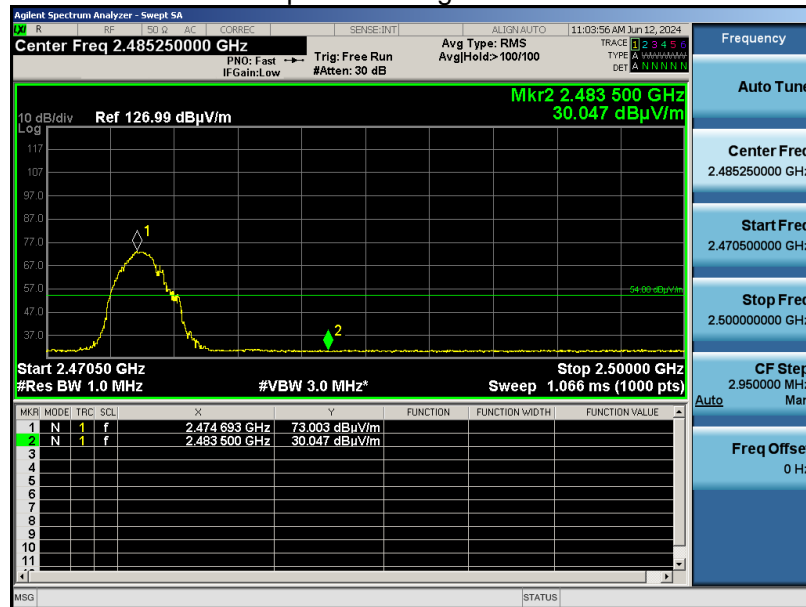 Agilent Spectrum Analyzer - Swept SA
LXI R RF 50 Ω AC CORREC SENSE:INT ALIGN AUTO 11:03:56 AM Jun 12, 2024
Center Freq 2.485250000 GHz
PNO: Fast
IFGain:Low
Trig: Free Run
#Atten: 30 dB
Avg Type: RMS
Avg|Hold:>100/100
TRACE 1 2 3 4 5 6
TYPE A WWWWW
DET A N N N N N
Mkr2 2.483 500 GHz
30.047 dBµV/m
10 dB/div Ref 126.99 dBµV/m
Log
117
107
97.0
87.0
77.0
67.0
57.0
47.0
37.0
1
2
54.00 dBµV/m
Start 2.47050 GHz Stop 2.50000 GHz
#Res BW 1.0 MHz #VBW 3.0 MHz* Sweep 1.066 ms (1000 pts)
MKR MODE TRC SCL X Y FUNCTION FUNCTION WIDTH FUNCTION VALUE
1 N 1 f 2.474 693 GHz 73.003 dBµV/m
2 N 1 f 2.483 500 GHz 30.047 dBµV/m
3
4
5
6
7
8
9
10
11
MSG STATUS
Frequency
Auto Tune
Center Freq
2.485250000 GHz
Start Freq
2.470500000 GHz
Stop Freq
2.500000000 GHz
CF Step
2.950000 MHz
Auto Man
Freq Offset
0 Hz